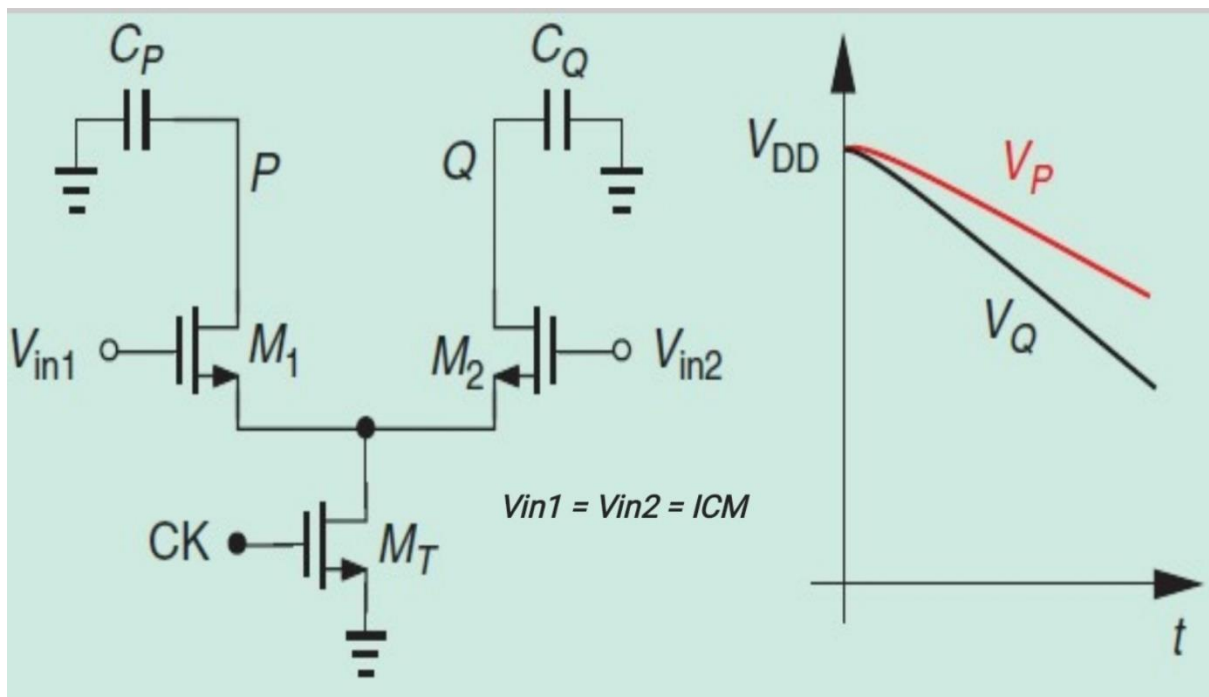 C_P
C_Q
P
Q
V_DD
V_P
V_Q
V_in1
M_1
M_2
V_in2
Vin1 = Vin2 = ICM
CK
M_T
t